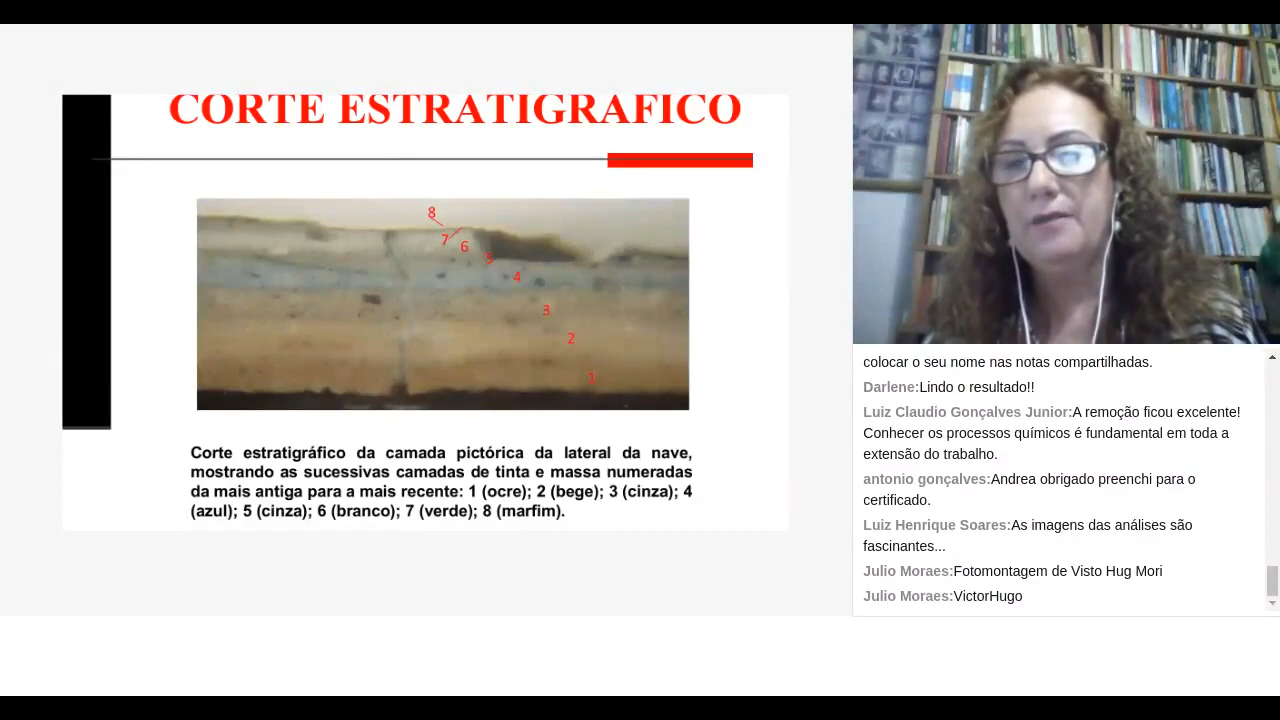 CORTE ESTRATIGRAFICO
8
7
6
5
4
3
2
1
Corte estratigráfico da camada pictórica da lateral da nave,
mostrando as sucessivas camadas de tinta e massa numeradas
da mais antiga para a mais recente: 1 (ocre); 2 (bege); 3 (cinza); 4
(azul); 5 (cinza); 6 (branco); 7 (verde); 8 (marfim).
colocar o seu nome nas notas compartilhadas.
Darlene:Lindo o resultado!!
Luiz Claudio Gonçalves Junior:A remoção ficou excelente!
Conhecer os processos químicos é fundamental em toda a
extensão do trabalho.
antonio gonçalves:Andrea obrigado preenchi para o
certificado.
Luiz Henrique Soares:As imagens das análises são
fascinantes...
Julio Moraes:Fotomontagem de Visto Hug Mori
Julio Moraes:VictorHugo